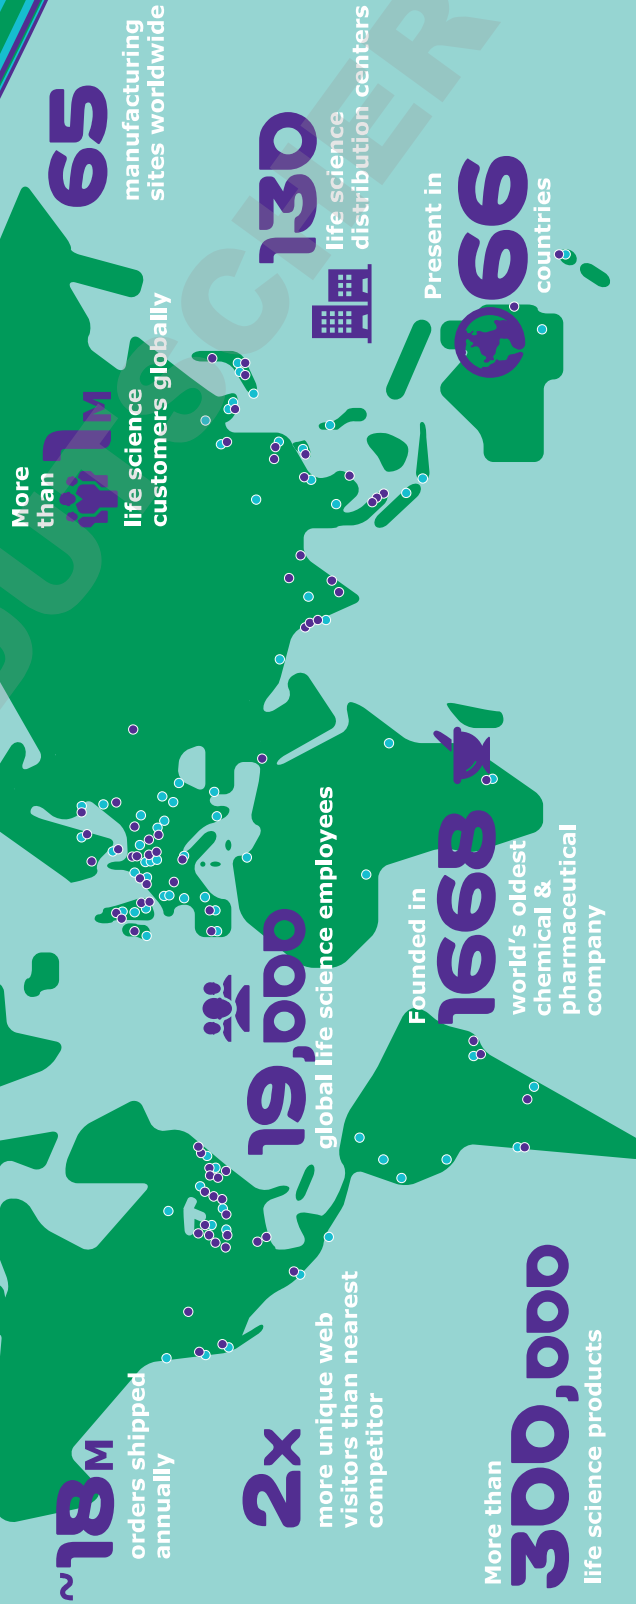 ~18M
orders shipped
annually
More
than
1M
life science
customers globally
65
manufacturing
sites worldwide
2x
more unique web
visitors than nearest
competitor
19,000
global life science employees
130
life science
distribution centers
More than
300,000
life science products
Founded in
1668
world's oldest
chemical &
pharmaceutical
company
Present in
66
countries
DUTSCHER